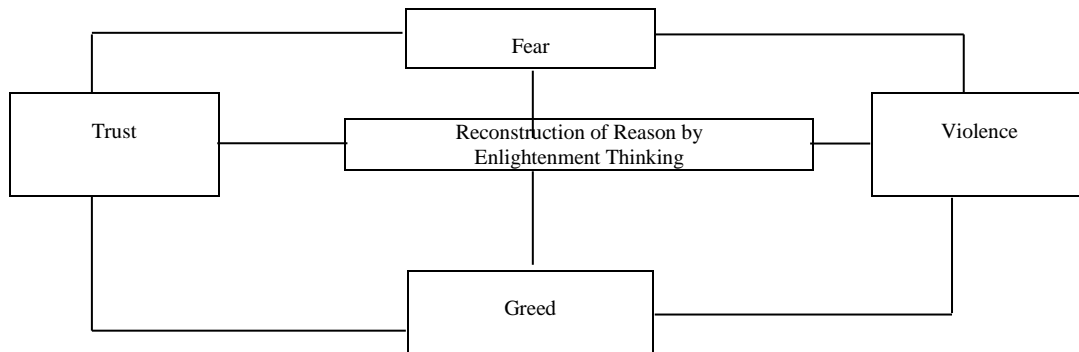 Fear
Trust
Reconstruction of Reason by
Enlightenment Thinking
Violence
Greed